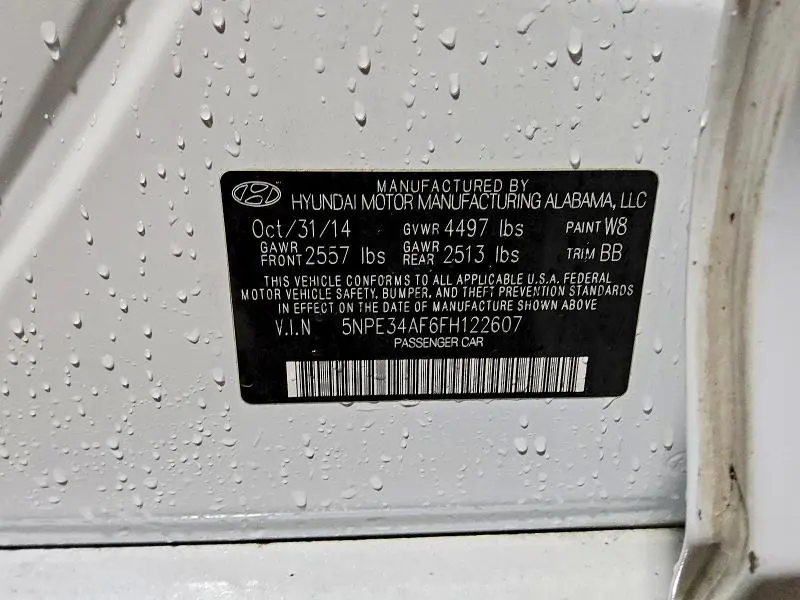 MANUFACTURED BY
HYUNDAI MOTOR MANUFACTURING ALABAMA, LLC
Oct/31/14 GVWR 4497 lbs PAINT W8
GAWR FRONT 2557 lbs GAWR REAR 2513 lbs TRIM BB
THIS VEHICLE CONFORMS TO ALL APPLICABLE U.S.A. FEDERAL
MOTOR VEHICLE SAFETY, BUMPER, AND THEFT PREVENTION STANDARDS
IN EFFECT ON THE DATE OF MANUFACTURE SHOWN ABOVE
V.I.N 5NPE34AF6FH122607
PASSENGER CAR